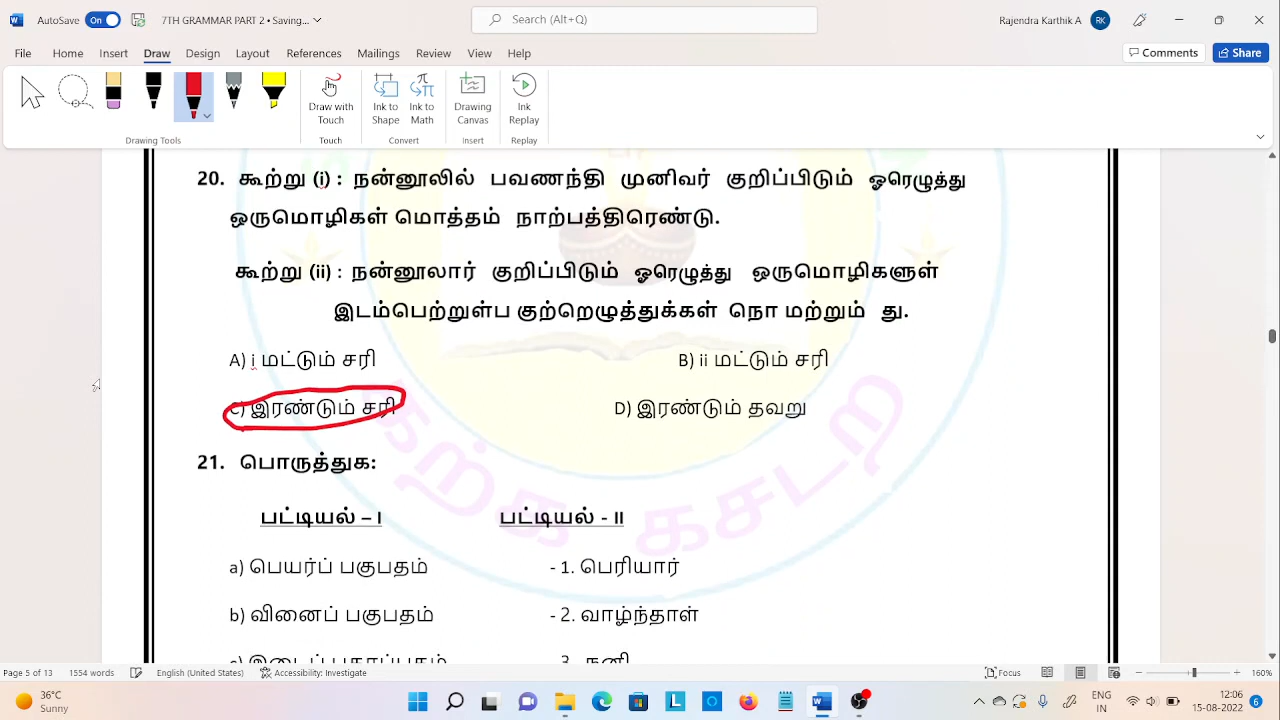 AutoSave On 7TH GRAMMAR PART-2 Search (Alt+Q) Rajendra Karthik A RK
File Home Insert Draw Design Layout References Mailings Review View Help Comments Share
Draw with Touch Ink to Shape Ink to Math Drawing Canvas Ink Replay
Drawing Tools Touch Convert Insert Replay
20. கூற்று (i) : நன்னூலில் பவணந்தி முனிவர் குறிப்பிடும் ஓரெழுத்து
ஒருமொழிகள் மொத்தம் நாற்பத்திரெண்டு.
கூற்று (ii) : நன்னூலார் குறிப்பிடும் ஓரெழுத்து ஒருமொழிகளுள்
இடம்பெற்றுள்ப குற்றெழுத்துக்கள் நொ மற்றும் து.
A) i மட்டும் சரி B) ii மட்டும் சரி
C) இரண்டும் சரி D) இரண்டும் தவறு
கற்க கசடற
21. பொருத்துக:
பட்டியல் – I பட்டியல் - II
a) பெயர்ப் பகுபதம் - 1. பெரியார்
b) வினைப் பகுபதம் - 2. வாழ்ந்தாள்
Page 5 of 13 1554 words English (United States) Accessibility: Investigate Focus 160%
36°C
Sunny
ENG
IN
12:06
15-08-2022
6